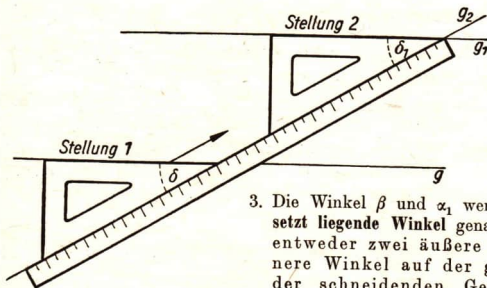 g₂
Stellung 2
g₁
δ₁
Stellung 1
δ
g
3. Die Winkel β und α₁ wer
setzt liegende Winkel gena
entweder zwei äußere
nere Winkel auf der g
der schneidenden Ge